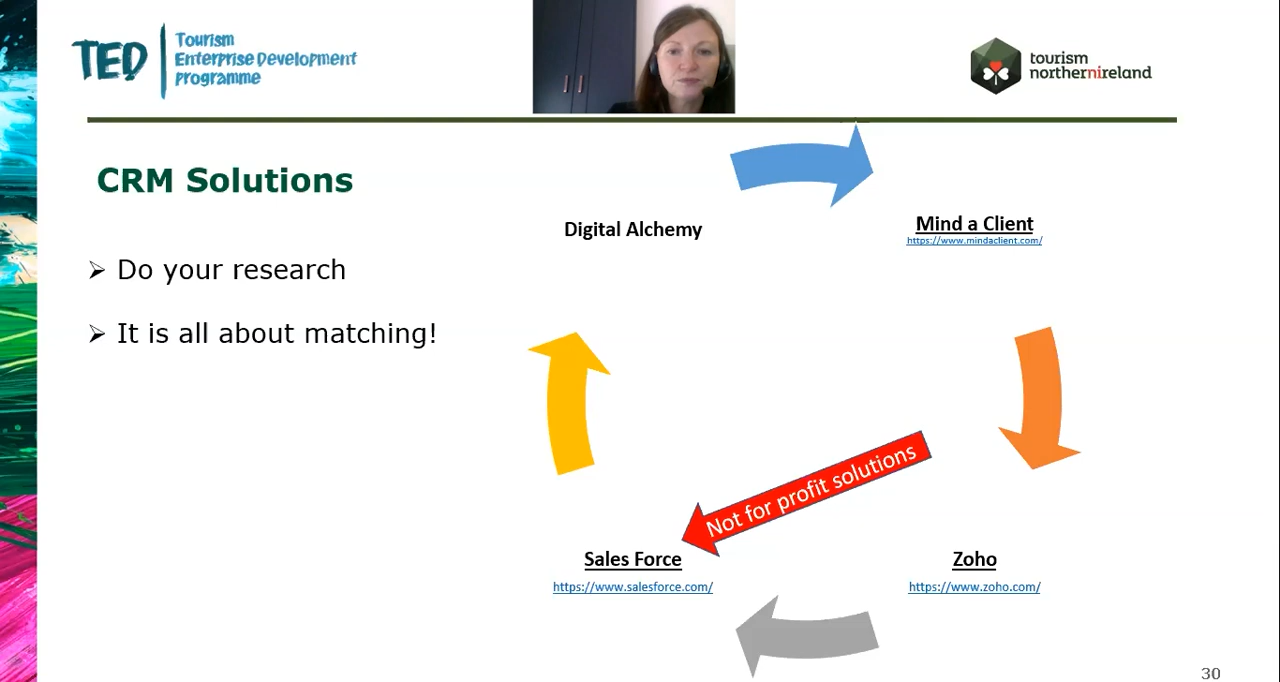 TED
Tourism
Enterprise Development
programme
tourism
northernireland
CRM Solutions
Do your research
It is all about matching!
Digital Alchemy
Mind a Client
https://www.mindaclient.com/
Not for profit solutions
Sales Force
https://www.salesforce.com/
Zoho
https://www.zoho.com/
30